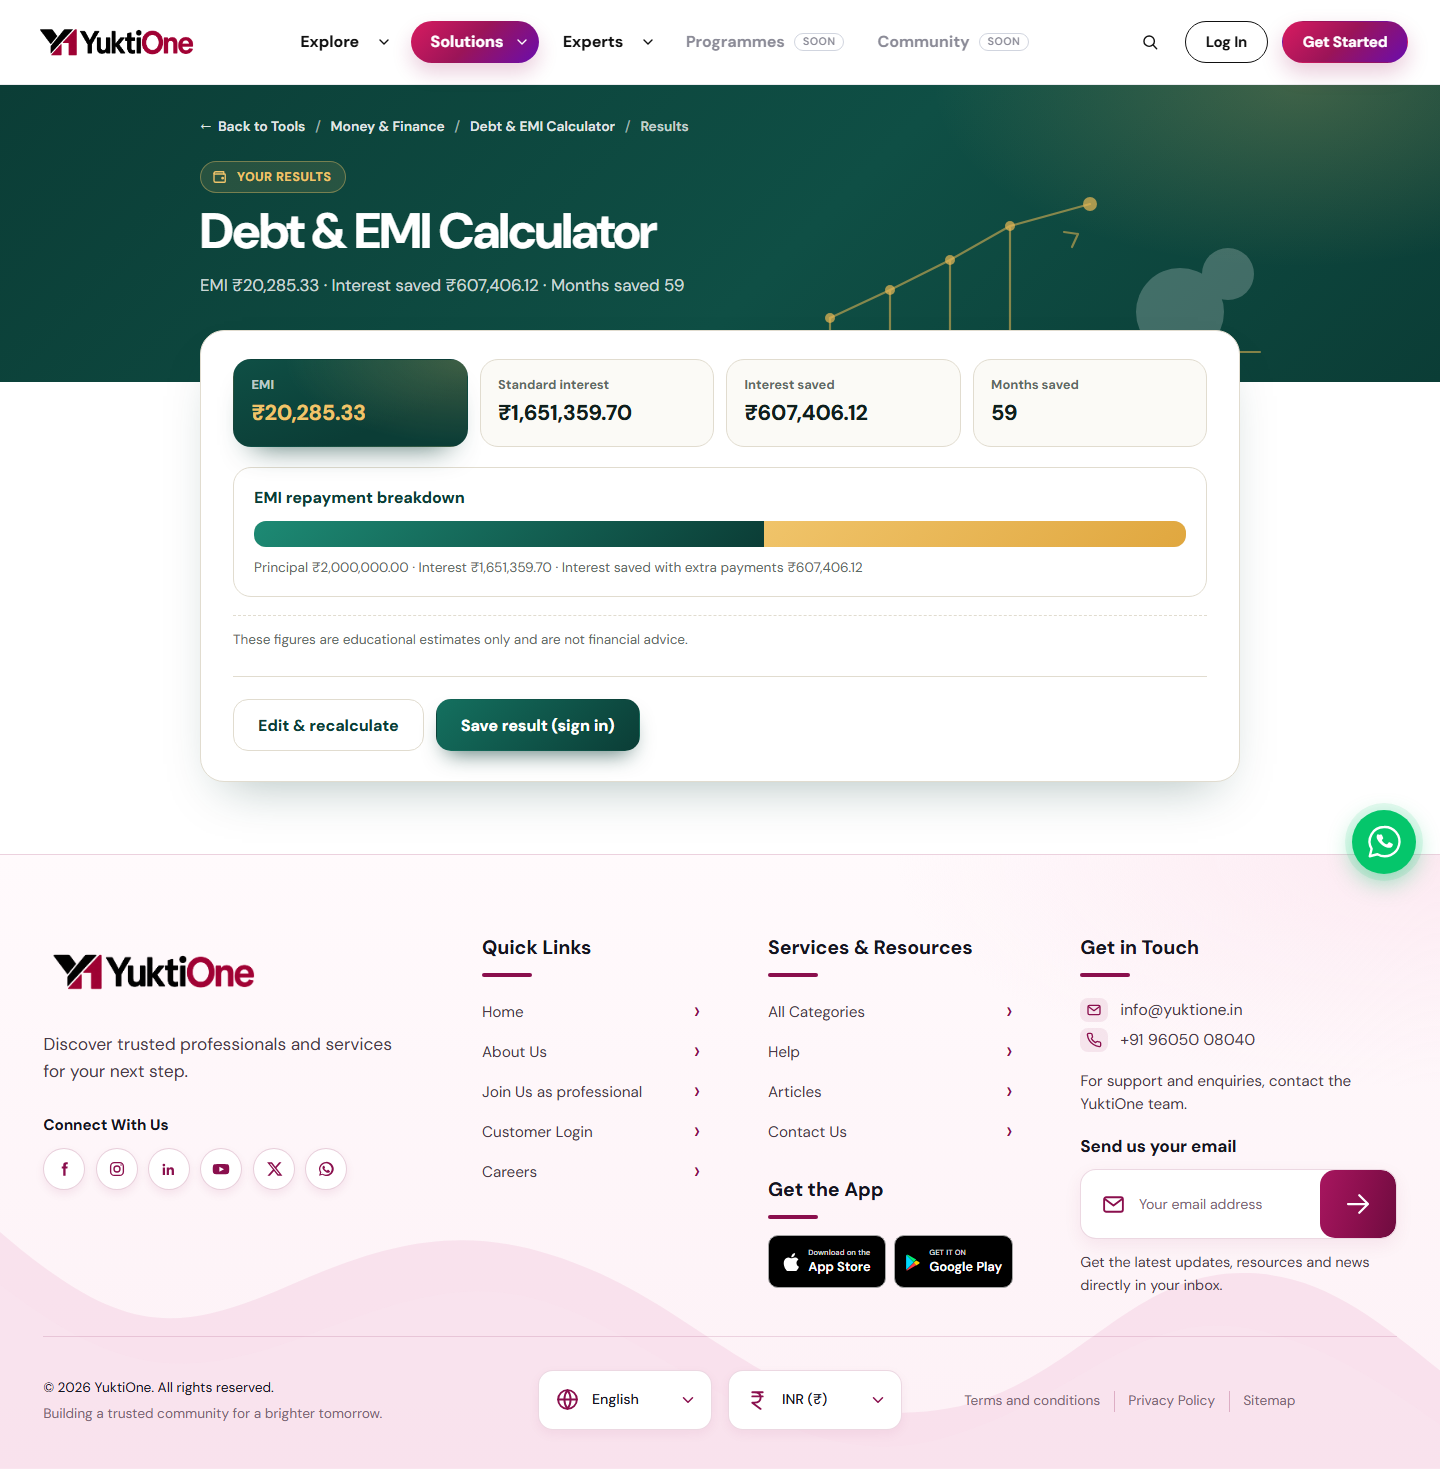 YuktiOne
Explore
Solutions
Experts
Programmes SOON
Community SOON
Log In
Get Started
← Back to Tools / Money & Finance / Debt & EMI Calculator / Results
YOUR RESULTS
Debt & EMI Calculator
EMI ₹20,285.33 · Interest saved ₹607,406.12 · Months saved 59
EMI
₹20,285.33
Standard interest
₹1,651,359.70
Interest saved
₹607,406.12
Months saved
59
EMI repayment breakdown
Principal ₹2,000,000.00 · Interest ₹1,651,359.70 · Interest saved with extra payments ₹607,406.12
These figures are educational estimates only and are not financial advice.
Edit & recalculate
Save result (sign in)
YuktiOne
Discover trusted professionals and services
for your next step.
Connect With Us
Quick Links
Home
About Us
Join Us as professional
Customer Login
Careers
Services & Resources
All Categories
Help
Articles
Contact Us
Get the App
Download on the
App Store
GET IT ON
Google Play
Get in Touch
info@yuktione.in
+91 96050 08040
For support and enquiries, contact the
YuktiOne team.
Send us your email
Your email address
Get the latest updates, resources and news
directly in your inbox.
© 2026 YuktiOne. All rights reserved.
Building a trusted community for a brighter tomorrow.
English
₹ INR (₹)
Terms and conditions
Privacy Policy
Sitemap